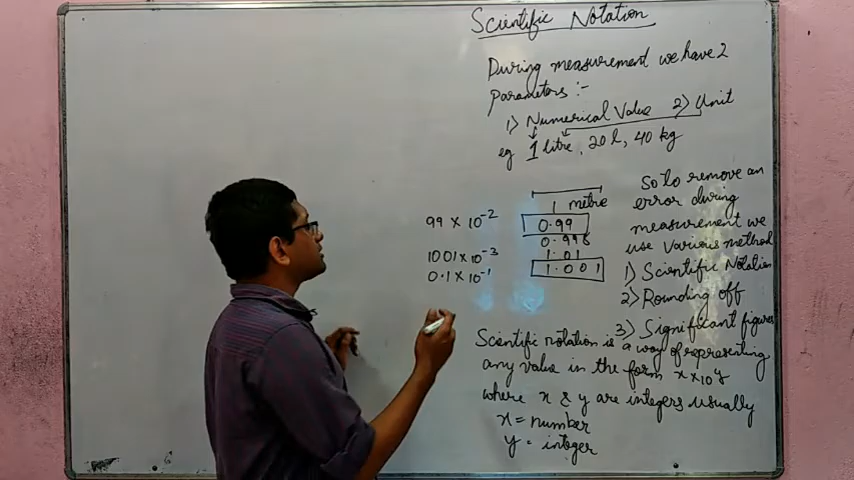 Scientific Notation
During measurement we have 2
Parameters :-
1) Numerical Value 2) Unit
eg 1 litre, 20 l, 40 kg
1 metre
99 × 10⁻² 0.99
0.998
1001 × 10⁻³ 1.01
0.1 × 10⁻¹ 1.001
So to remove an
error during
measurement we
use various method
1) Scientific Notation
2) Rounding off
3) Significant figures
Scientific notation is a way of representing
any value in the form x × 10 y
where x & y are integers usually
x = number
y = integer